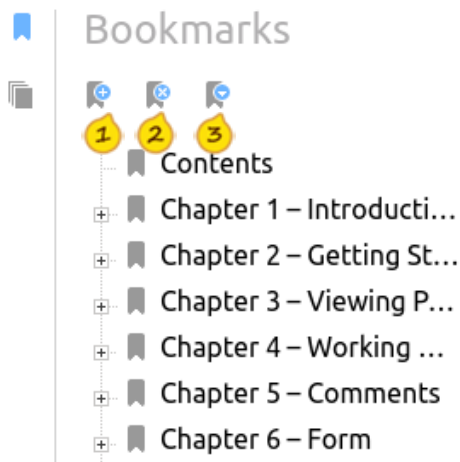 Bookmarks
1 2 3
Contents
Chapter 1 – Introducti...
Chapter 2 – Getting St...
Chapter 3 – Viewing P...
Chapter 4 – Working ...
Chapter 5 – Comments
Chapter 6 – Form